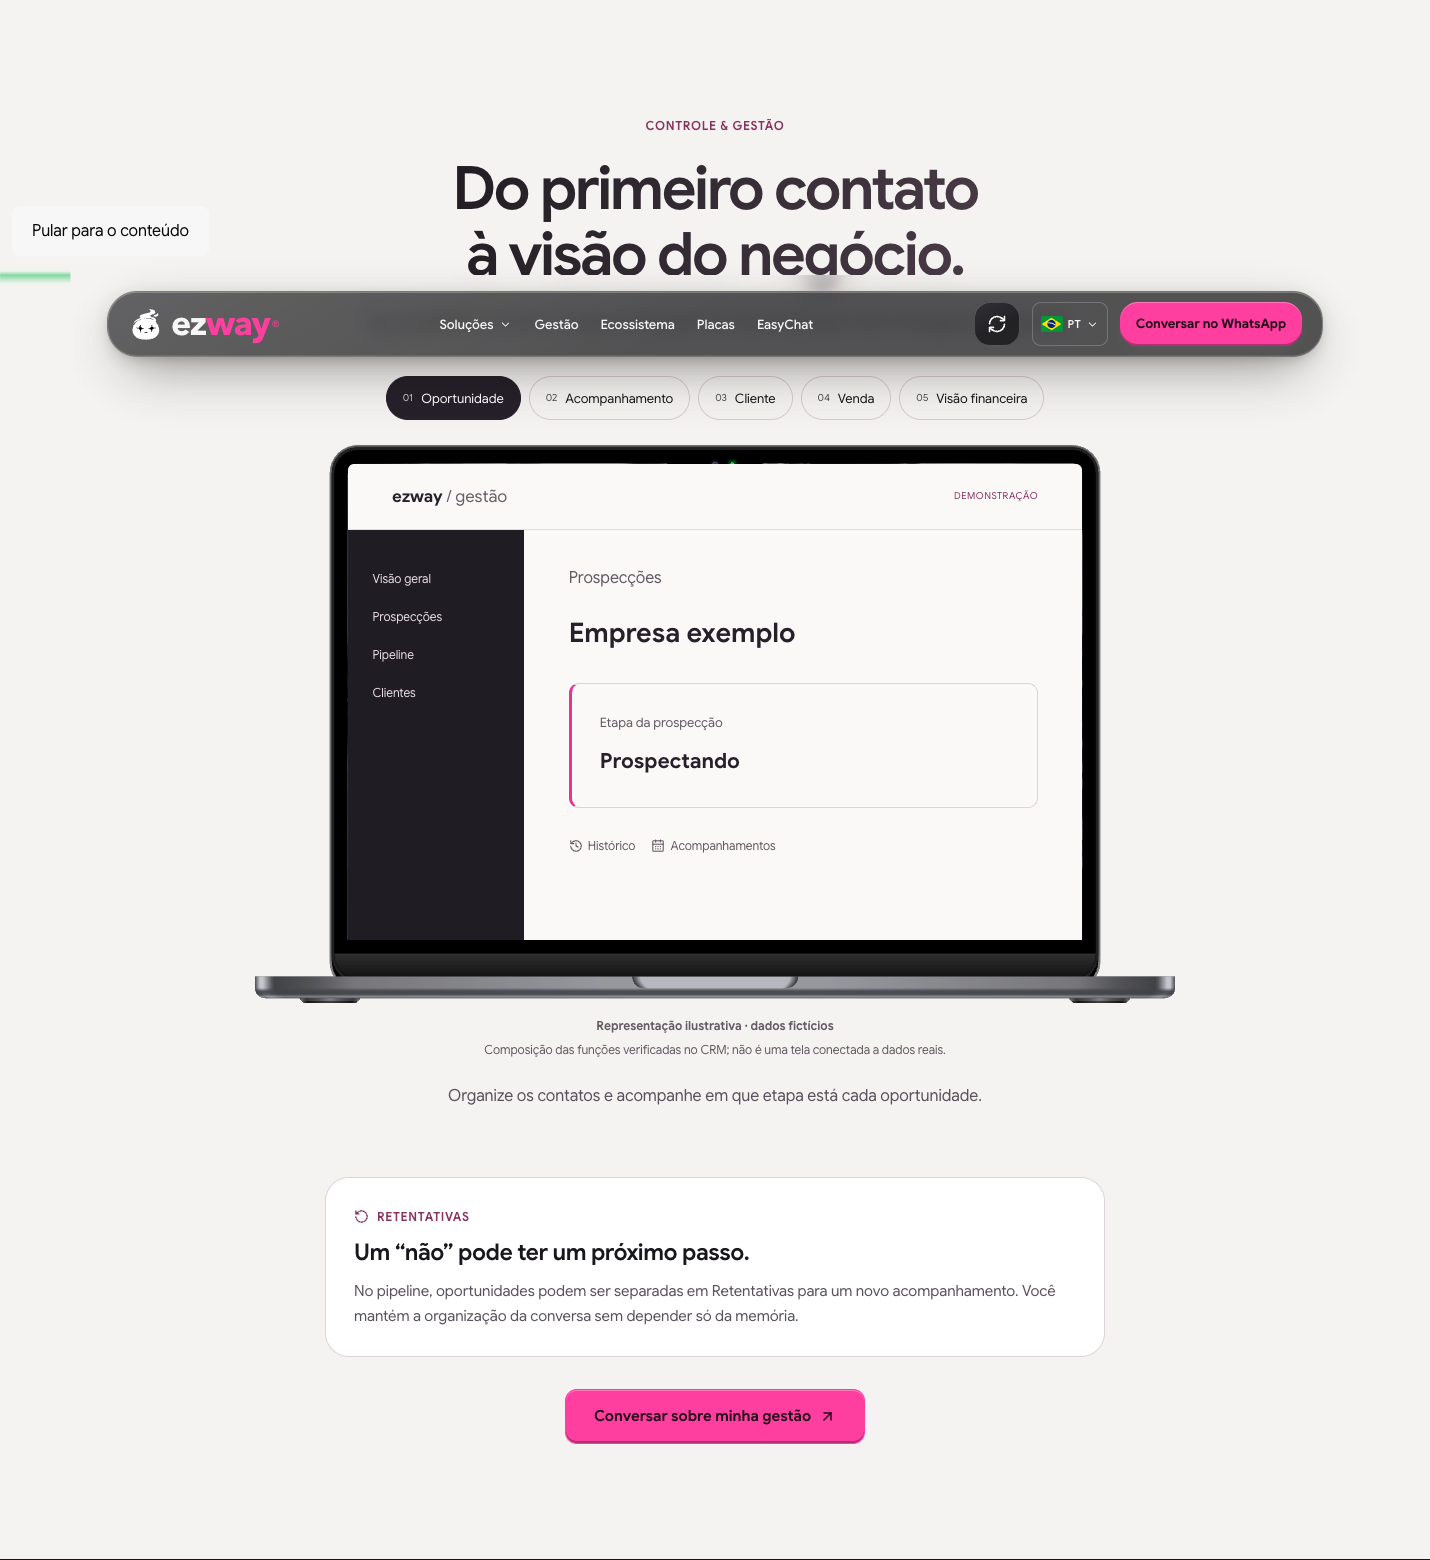 CONTROLE & GESTÃO
Do primeiro contato
à visão do negócio.
Pular para o conteúdo
ezway®
Soluções
Gestão
Ecossistema
Placas
EasyChat
PT
Conversar no WhatsApp
01 Oportunidade
02 Acompanhamento
03 Cliente
04 Venda
05 Visão financeira
ezway / gestão
DEMONSTRAÇÃO
Visão geral
Prospecções
Pipeline
Clientes
Prospecções
Empresa exemplo
Etapa da prospecção
Prospectando
Histórico
Acompanhamentos
Representação ilustrativa · dados fictícios
Composição das funções verificadas no CRM; não é uma tela conectada a dados reais.
Organize os contatos e acompanhe em que etapa está cada oportunidade.
RETENTATIVAS
Um “não” pode ter um próximo passo.
No pipeline, oportunidades podem ser separadas em Retentativas para um novo acompanhamento. Você
mantém a organização da conversa sem depender só da memória.
Conversar sobre minha gestão